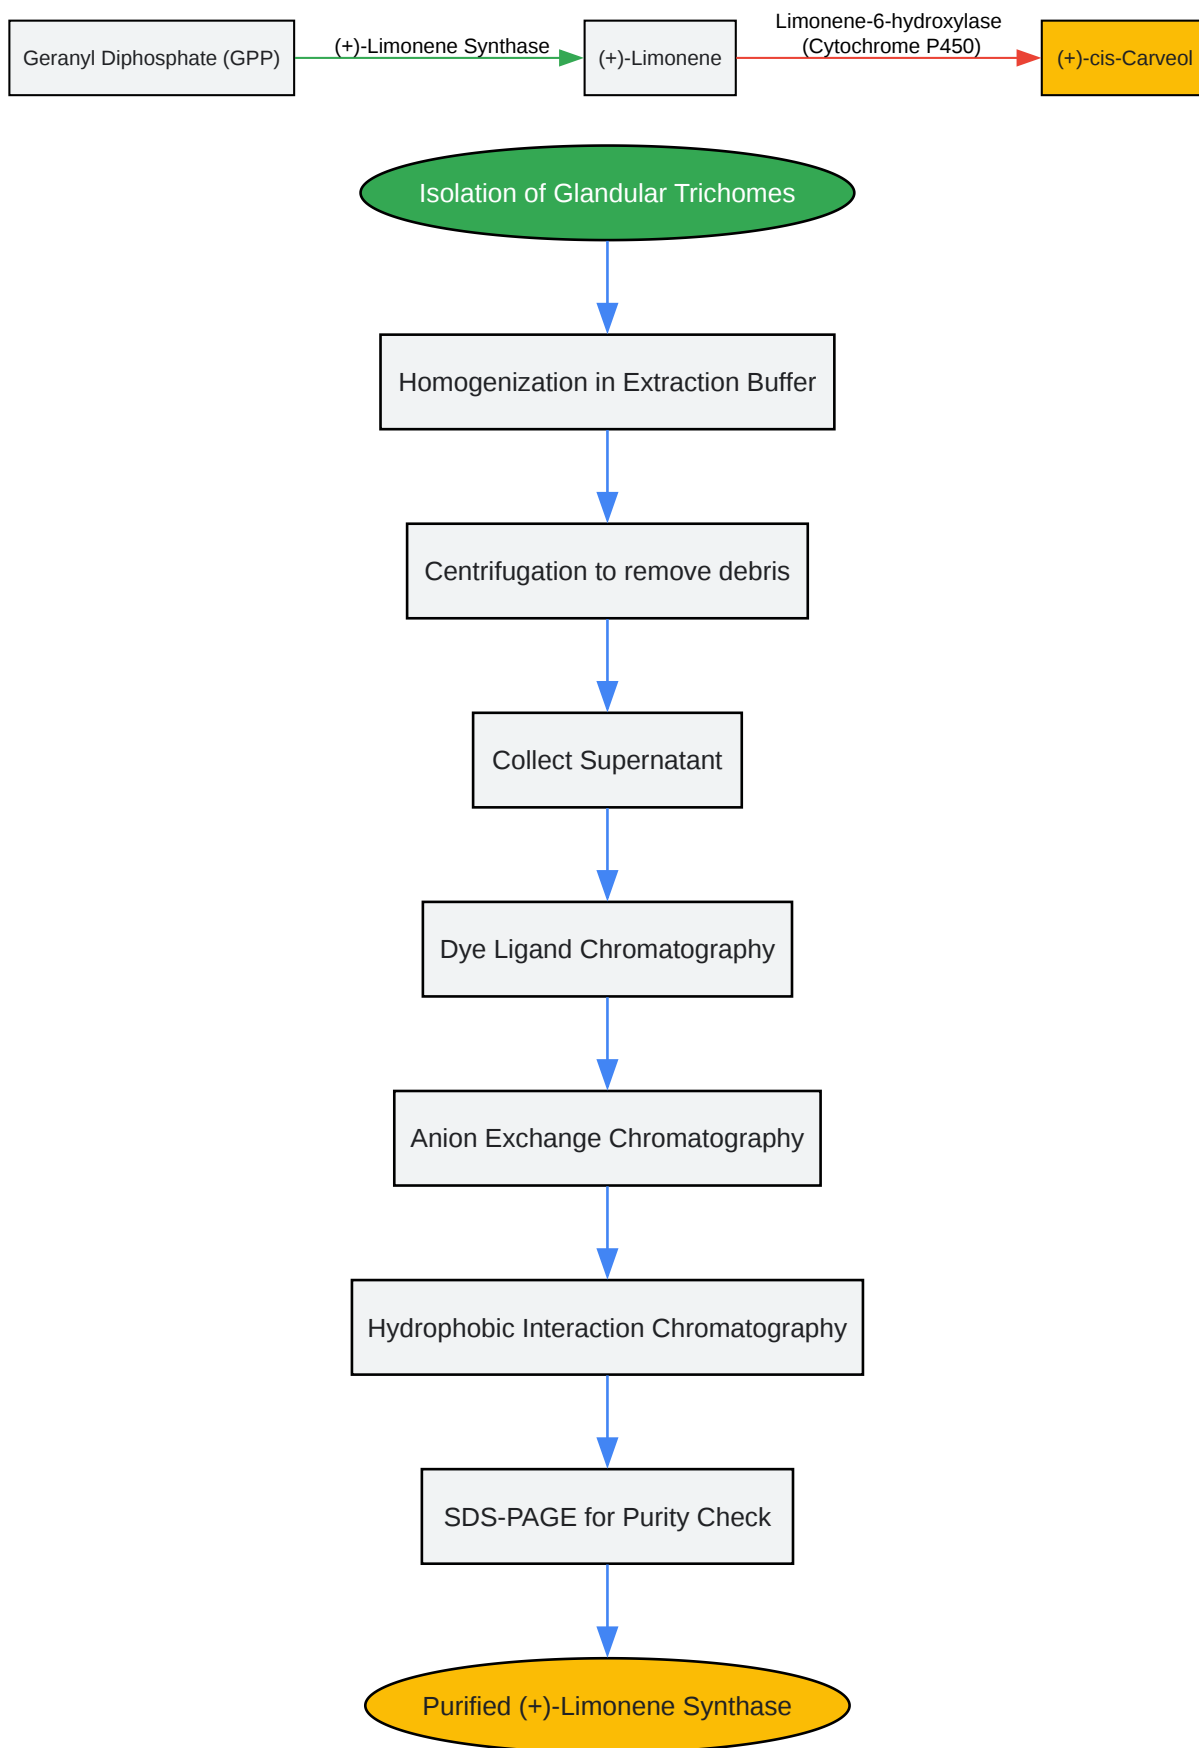 Geranyl Diphosphate (GPP)
(+)-Limonene Synthase
(+)-Limonene
Limonene-6-hydroxylase
(Cytochrome P450)
(+)-cis-Carveol
Isolation of Glandular Trichomes
Homogenization in Extraction Buffer
Centrifugation to remove debris
Collect Supernatant
Dye Ligand Chromatography
Anion Exchange Chromatography
Hydrophobic Interaction Chromatography
SDS-PAGE for Purity Check
Purified (+)-Limonene Synthase